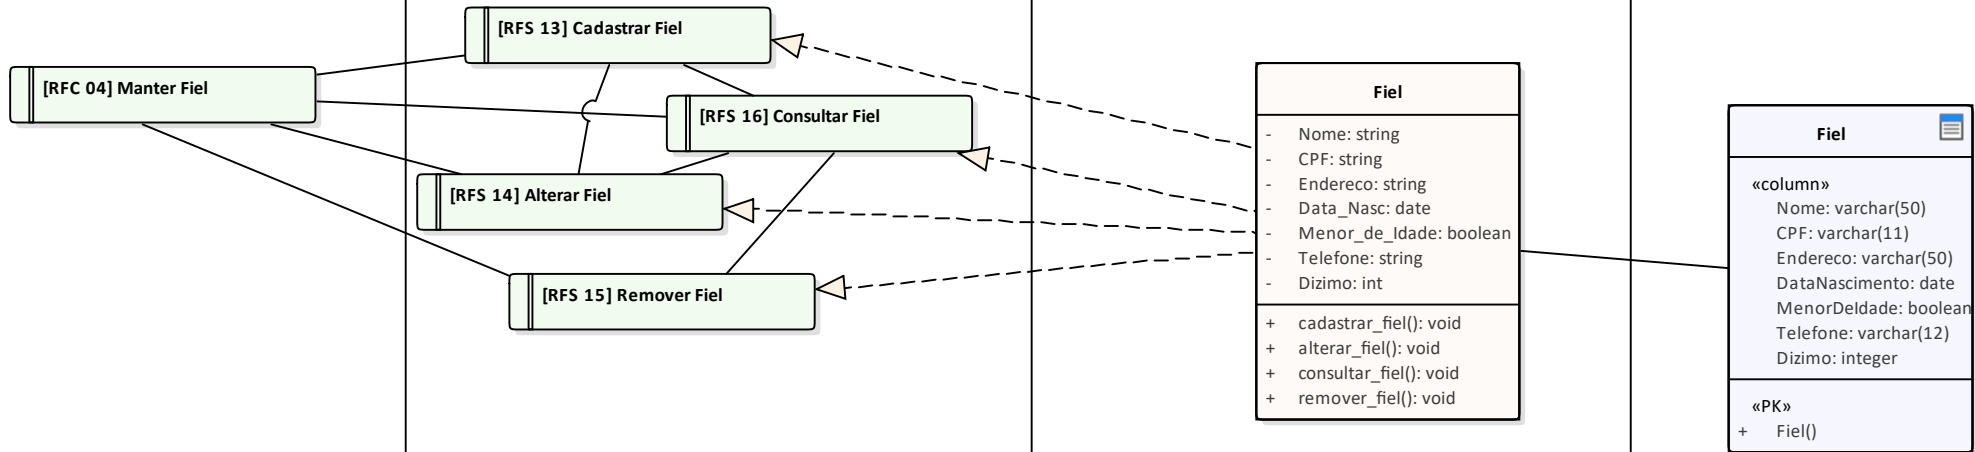 [RFC 04] Manter Fiel
[RFS 13] Cadastrar Fiel
[RFS 16] Consultar Fiel
[RFS 14] Alterar Fiel
[RFS 15] Remover Fiel
Fiel
- Nome: string
- CPF: string
- Endereco: string
- Data_Nasc: date
- Menor_de_Idade: boolean
- Telefone: string
- Dizimo: int
+ cadastrar_fiel(): void
+ alterar_fiel(): void
+ consultar_fiel(): void
+ remover_fiel(): void
Fiel
«column»
Nome: varchar(50)
CPF: varchar(11)
Endereco: varchar(50)
DataNascimento: date
MenorDeIdade: boolean
Telefone: varchar(12)
Dizimo: integer
«PK»
+ Fiel()